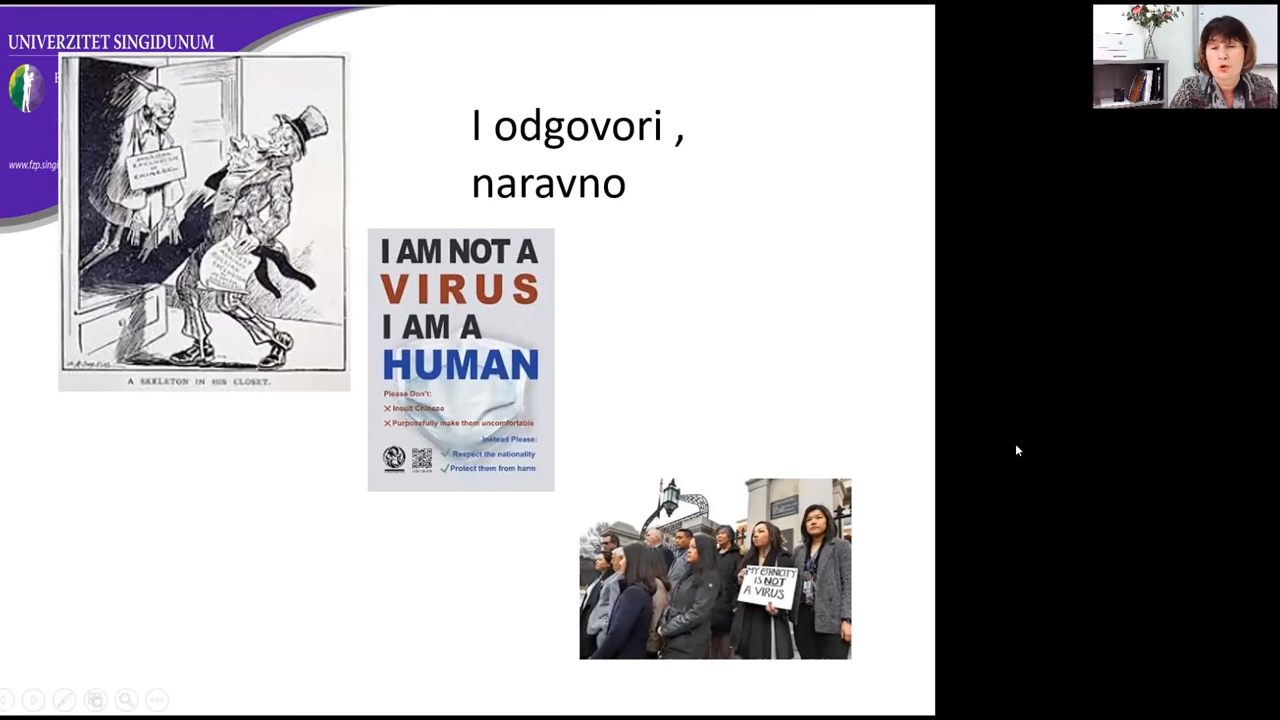 UNIVERZITET SINGIDUNUM
www.fzp.sing
I odgovori ,
naravno
A SKELETON IN HIS CLOSET.
I AM NOT A
VIRUS
I AM A
HUMAN
Please Don't:
Insult Chinese
Purposefully make them uncomfortable
Instead Please:
Respect the nationality
Protect them from harm
MY ETHNICITY
IS NOT
A VIRUS